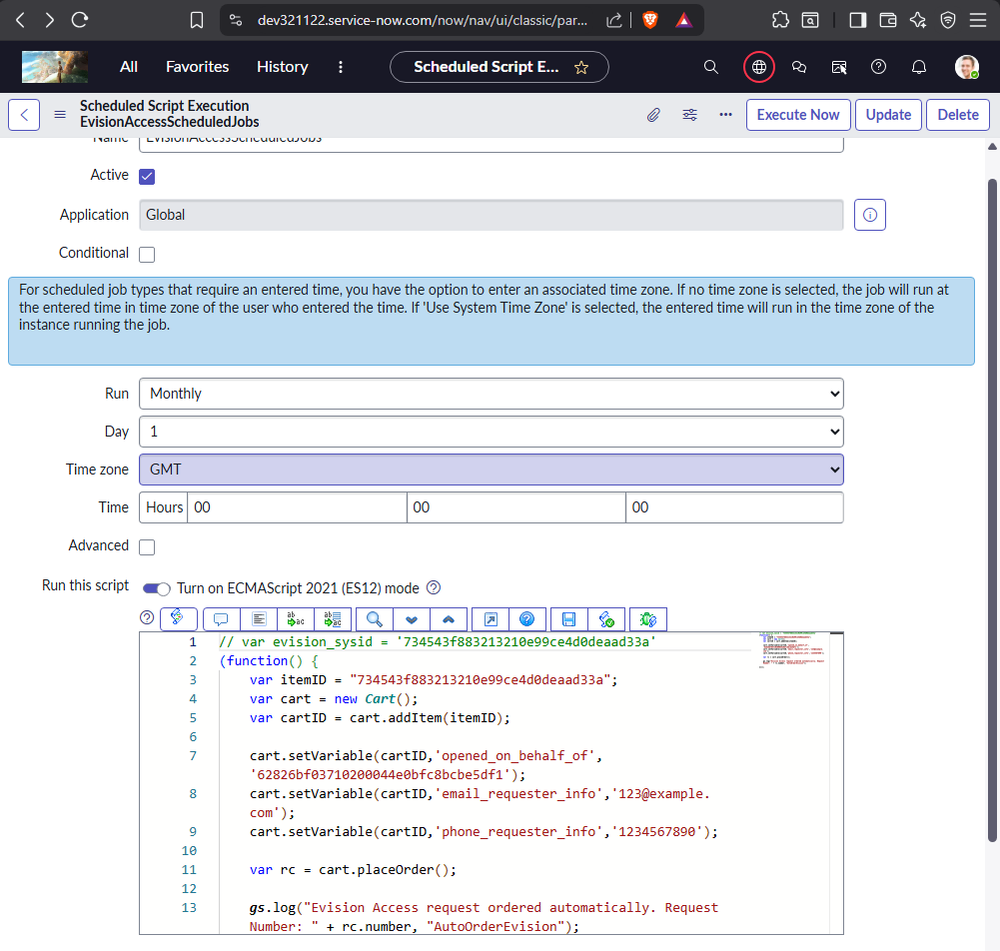 dev321122.service-now.com/now/nav/ui/classic/par...
All Favorites History Scheduled Script E...
Scheduled Script Execution
EvisionAccessScheduledJobs
Execute Now Update Delete
Name EvisionAccessScheduledJobs
Active
Application Global
Conditional
For scheduled job types that require an entered time, you have the option to enter an associated time zone. If no time zone is selected, the job will run at
the entered time in time zone of the user who entered the time. If 'Use System Time Zone' is selected, the entered time will run in the time zone of the
instance running the job.
Run Monthly
Day 1
Time zone GMT
Time Hours 00 00 00
Advanced
Run this script Turn on ECMAScript 2021 (ES12) mode
1 // var evision_sysid = '734543f883213210e99ce4d0deaad33a'
2 (function() {
3 var itemID = "734543f883213210e99ce4d0deaad33a";
4 var cart = new Cart();
5 var cartID = cart.addItem(itemID);
6
7 cart.setVariable(cartID,'opened_on_behalf_of',
'62826bf03710200044e0bfc8bcbe5df1');
8 cart.setVariable(cartID,'email_requester_info','123@example.
com');
9 cart.setVariable(cartID,'phone_requester_info','1234567890');
10
11 var rc = cart.placeOrder();
12
13 gs.log("Evision Access request ordered automatically. Request
Number: " + rc.number, "AutoOrderEvision");